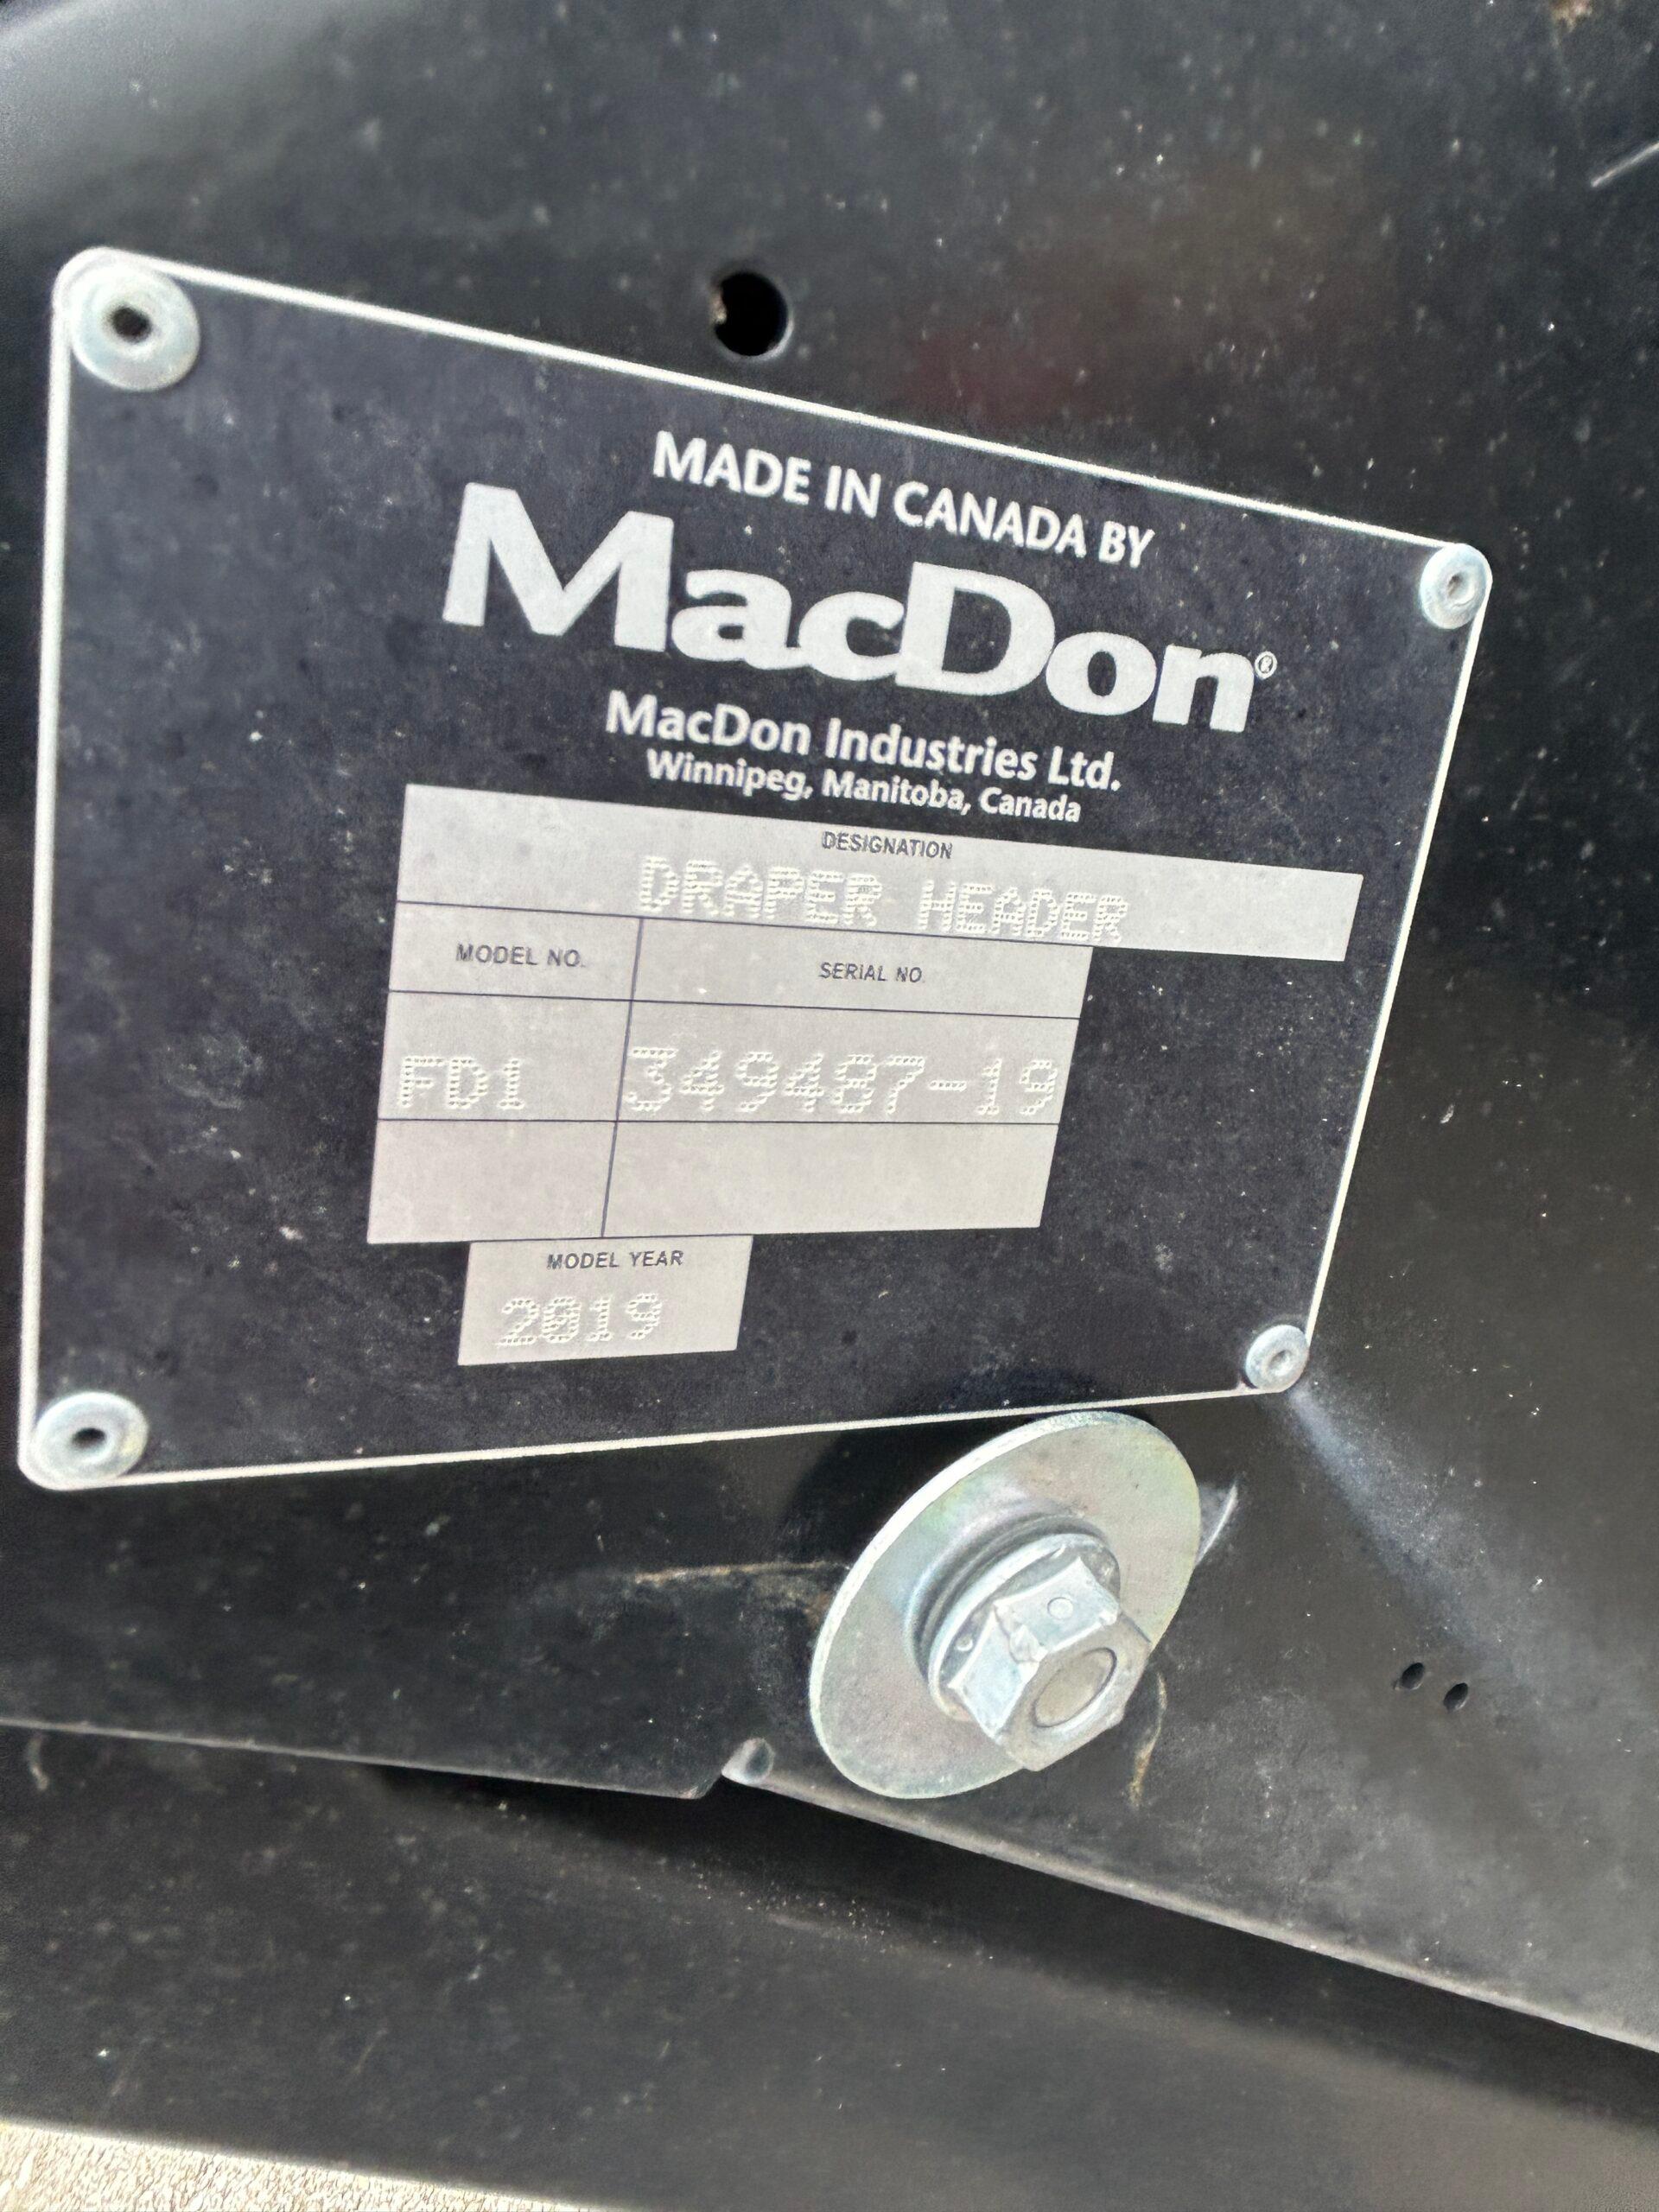 MADE IN CANADA BY
MacDon®
MacDon Industries Ltd.
Winnipeg, Manitoba, Canada
DESIGNATION
DRAPER HEADER
MODEL NO. SERIAL NO.
FD1 349487-19
MODEL YEAR
2019